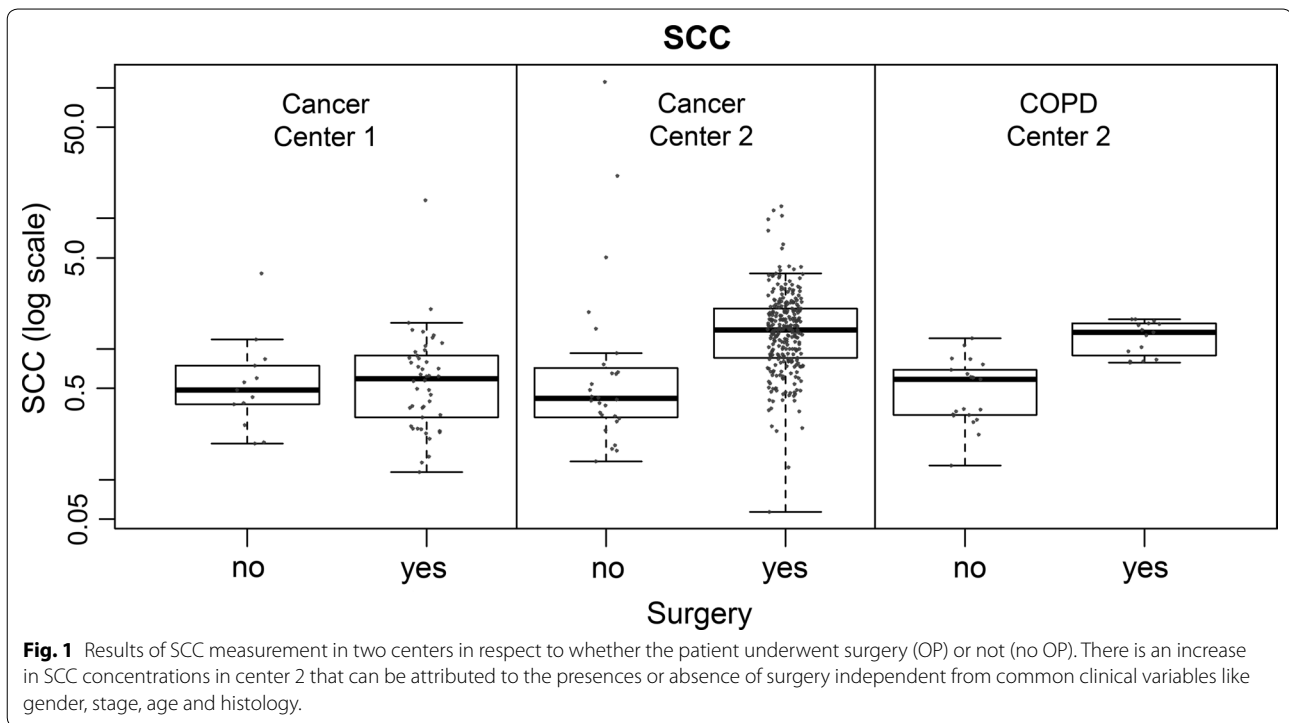 SCC
Cancer
Center 1
Cancer
Center 2
COPD
Center 2
SCC (log scale)
50.0
5.0
0.5
0.05
no
yes
no
yes
no
yes
Surgery
Fig. 1 Results of SCC measurement in two centers in respect to whether the patient underwent surgery (OP) or not (no OP). There is an increase
in SCC concentrations in center 2 that can be attributed to the presences or absence of surgery independent from common clinical variables like
gender, stage, age and histology.